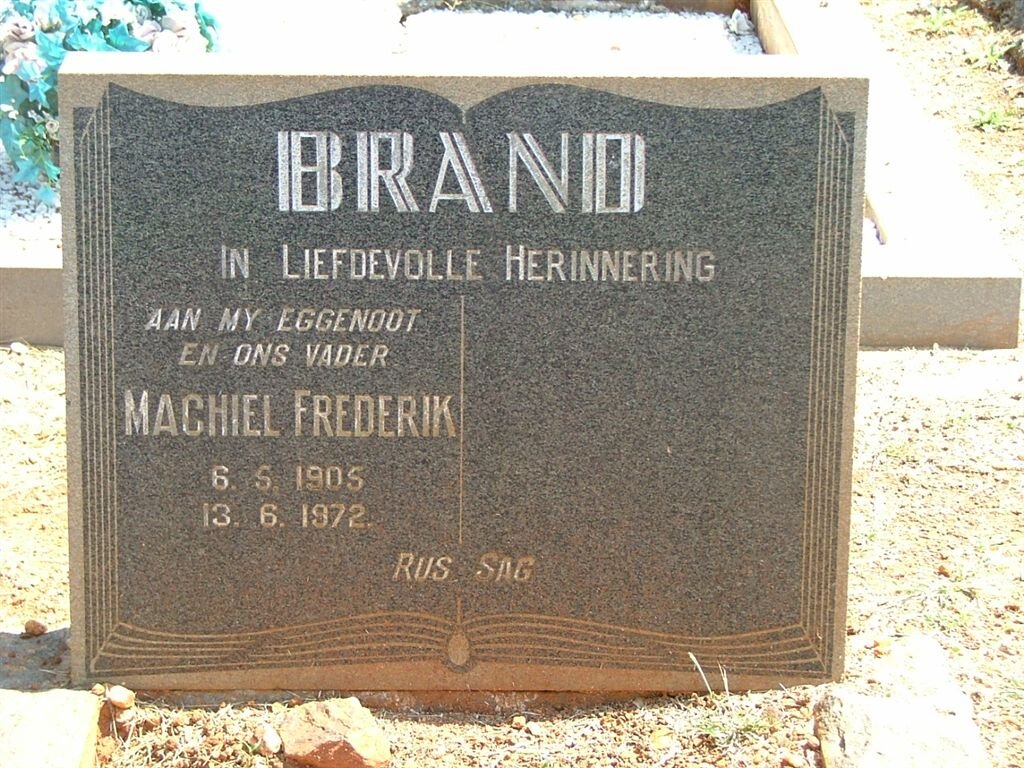 BRAND
IN LIEFDEVOLLE HERINNERING
AAN MY EGGENOOT
EN ONS VADER
MACHIEL FREDERIK
6. 5. 1905
13. 6. 1972.
RUS SAG